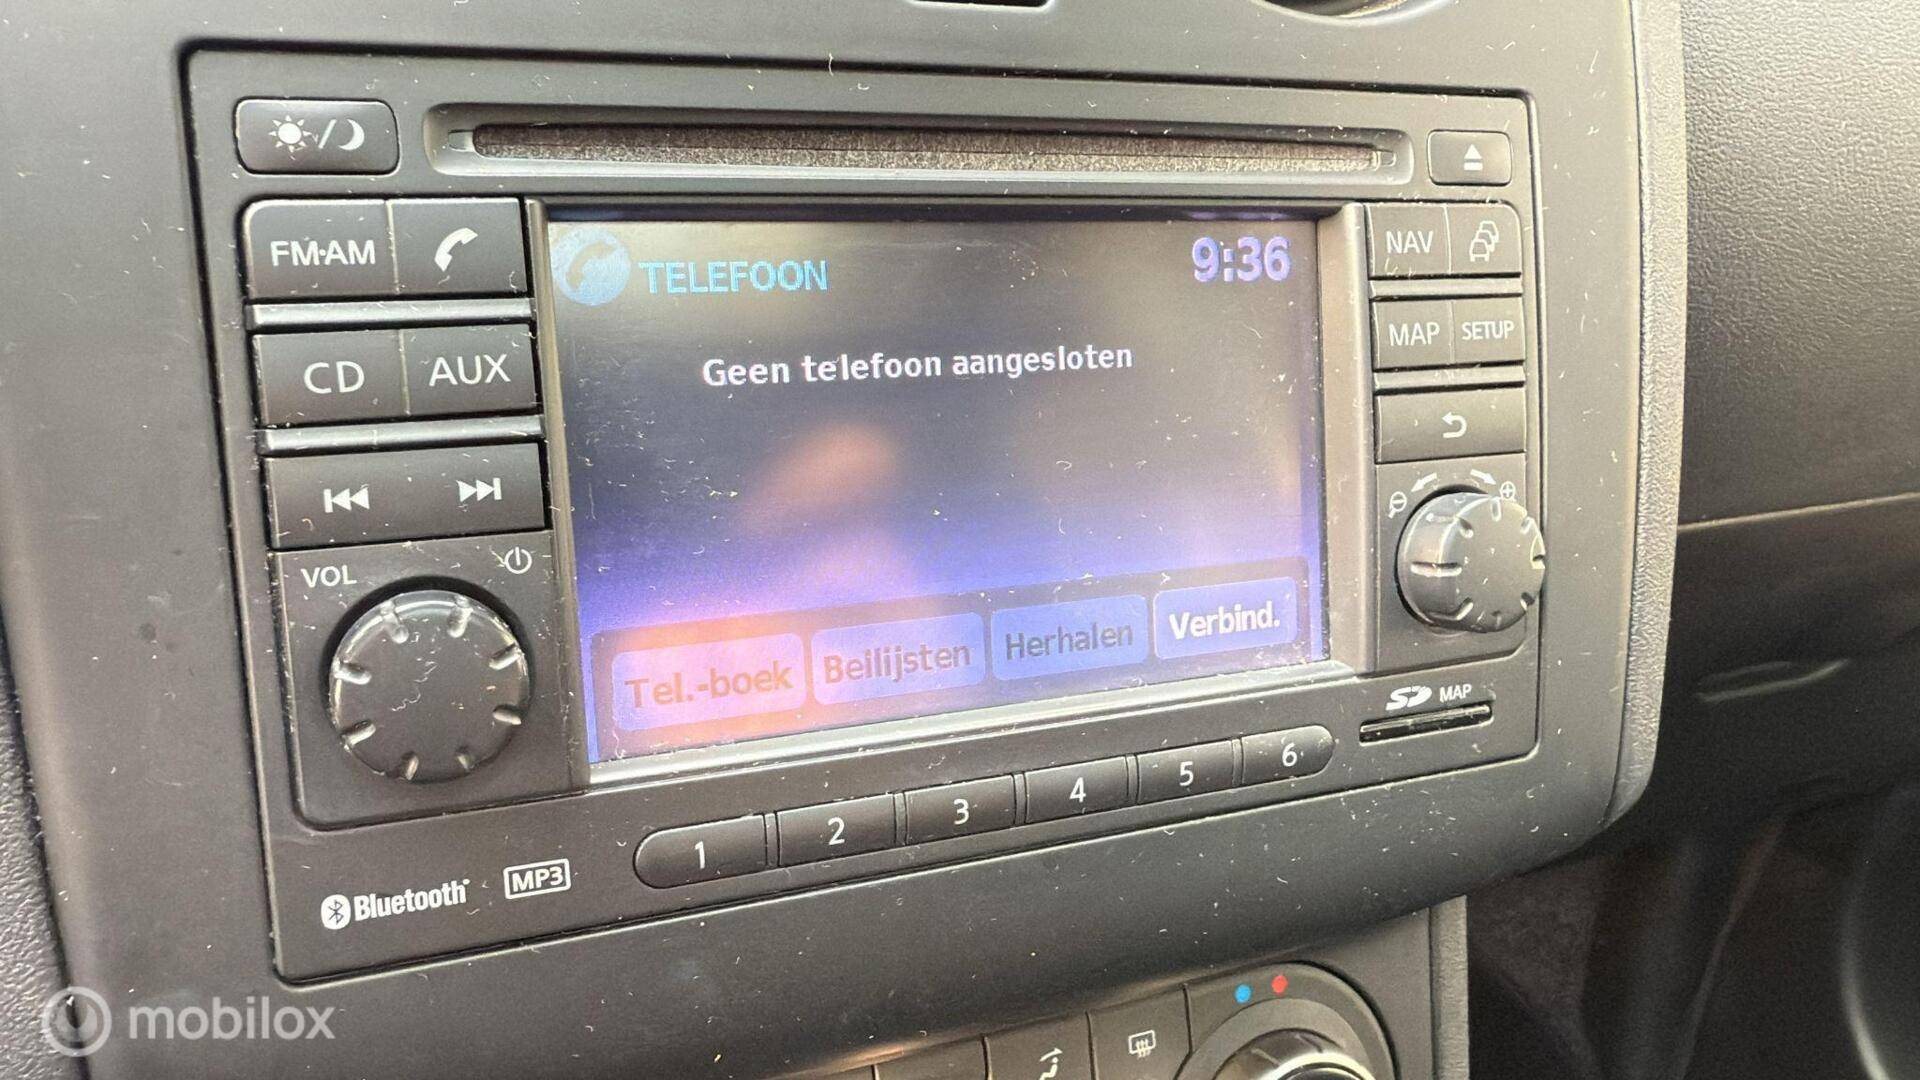 FM·AM
CD
AUX
VOL
TELEFOON
9:36
Geen telefoon aangesloten
Tel.-boek
Beilijsten
Herhalen
Verbind.
NAV
MAP
SETUP
SD MAP
1
2
3
4
5
6
Bluetooth
MP3
mobilox